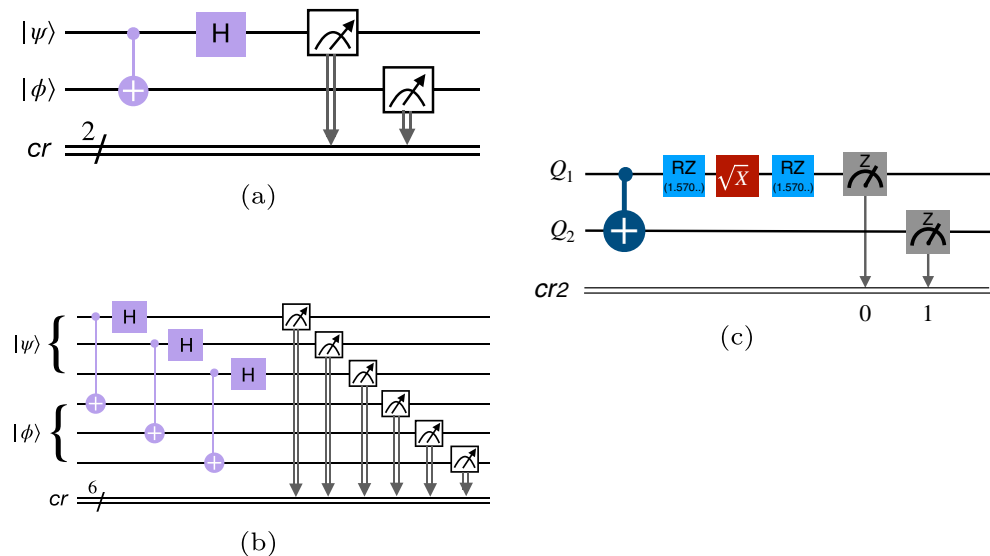 |ψ⟩ H
|ϕ⟩
cr 2
(a)
H
|ψ⟩ H
H
|ϕ⟩
cr 6
(b)
Q1 RZ (1.570..) √X RZ (1.570..) Z
Q2 Z
cr2
0 1
(c)